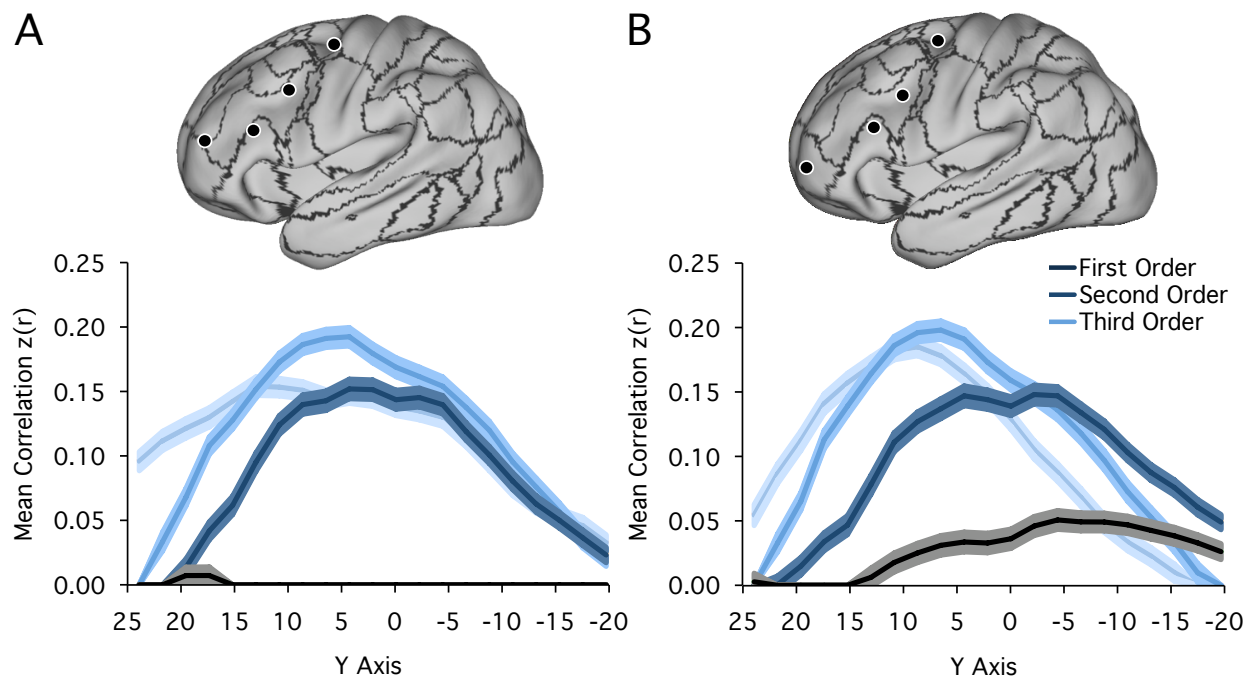 A
B
0.25
0.20
0.15
0.10
0.05
0.00
Mean Correlation z(r)
25 20 15 10 5 0 -5 -10 -15 -20
Y Axis
0.25
0.20
0.15
0.10
0.05
0.00
Mean Correlation z(r)
First Order
Second Order
Third Order
25 20 15 10 5 0 -5 -10 -15 -20
Y Axis